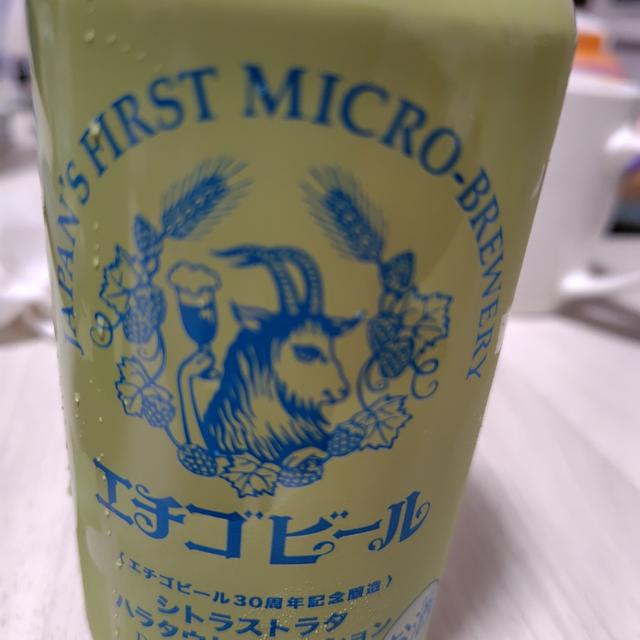 JAPAN'S FIRST MICRO-BREWERY
エチゴビール
(エチゴビール30周年記念醸造)
シトラストラタ